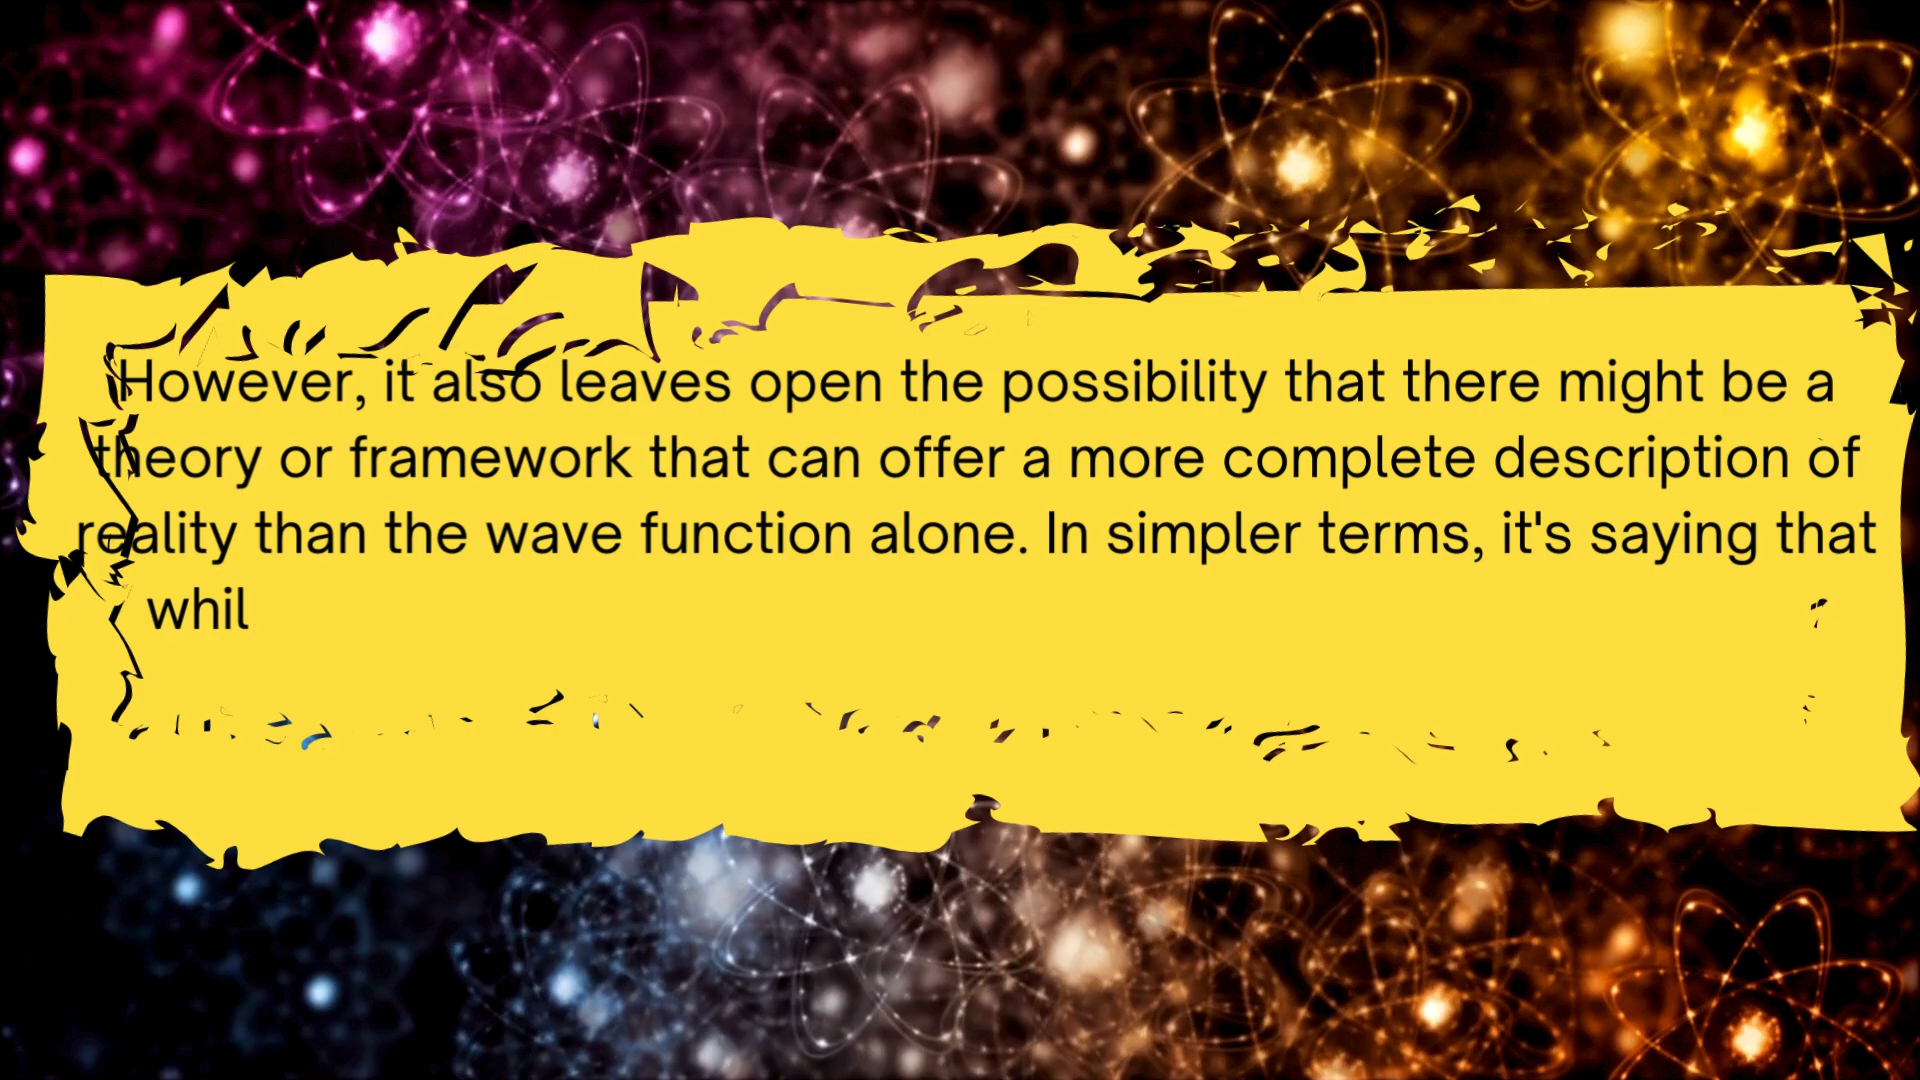 However, it also leaves open the possibility that there might be a
theory or framework that can offer a more complete description of
reality than the wave function alone. In simpler terms, it's saying that
whil